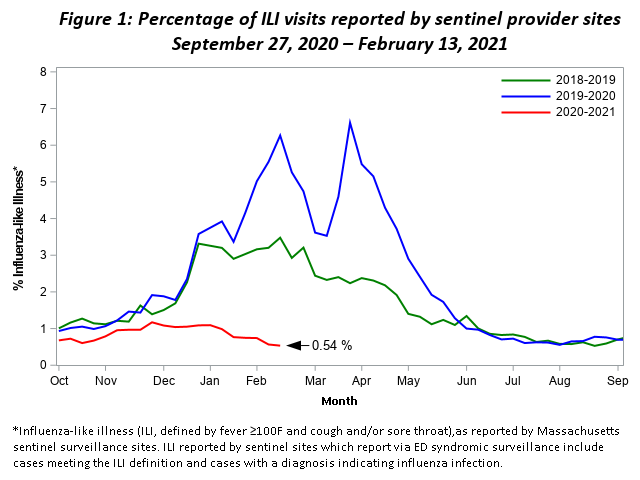 Figure 1: Percentage of ILI visits reported by sentinel provider sites
September 27, 2020 – February 13, 2021
8
7
6
5
4
3
2
1
0
% Influenza-like Illness*
2018-2019
2019-2020
2020-2021
0.54 %
Oct Nov Dec Jan Feb Mar Apr May Jun Jul Aug Sep
Month
*Influenza-like illness (ILI, defined by fever ≥100F and cough and/or sore throat),as reported by Massachusetts
sentinel surveillance sites. ILI reported by sentinel sites which report via ED syndromic surveillance include
cases meeting the ILI definition and cases with a diagnosis indicating influenza infection.